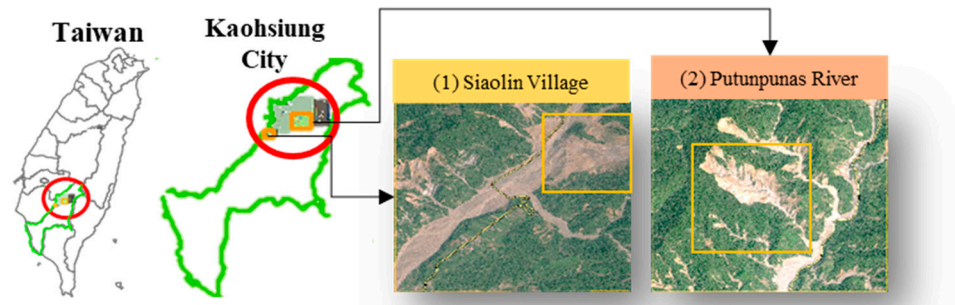 Taiwan
Kaohsiung
City
(1) Siaolin Village
(2) Putunpunas River